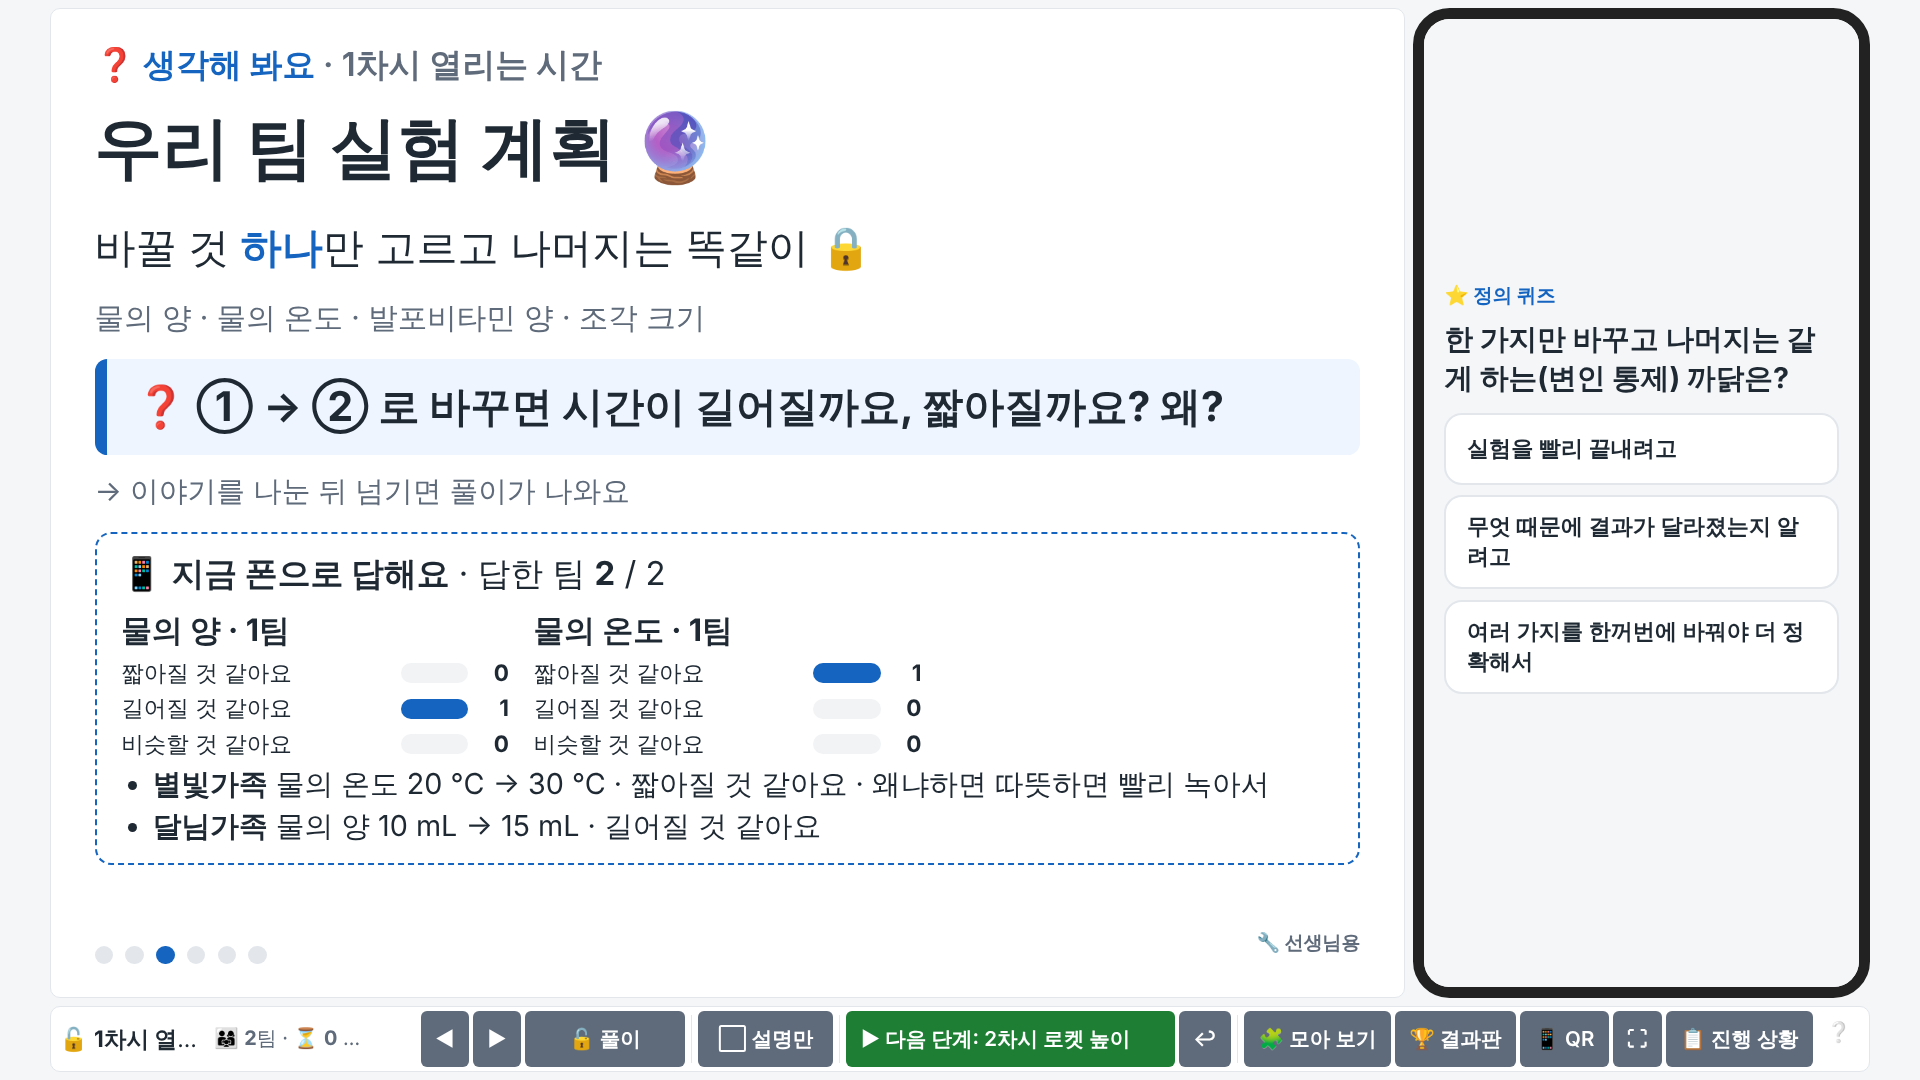 ❓ 생각해 봐요 · 1차시 열리는 시간
우리 팀 실험 계획 🔮
바꿀 것 하나만 고르고 나머지는 똑같이 🔒
물의 양 · 물의 온도 · 발포비타민 양 · 조각 크기
❓ ① → ② 로 바꾸면 시간이 길어질까요, 짧아질까요? 왜?
→ 이야기를 나눈 뒤 넘기면 풀이가 나와요
📱 지금 폰으로 답해요 · 답한 팀 2 / 2
물의 양 · 1팀
짧아질 것 같아요 0
길어질 것 같아요 1
비슷할 것 같아요 0
물의 온도 · 1팀
짧아질 것 같아요 1
길어질 것 같아요 0
비슷할 것 같아요 0
• 별빛가족 물의 온도 20 °C → 30 °C · 짧아질 것 같아요 · 왜냐하면 따뜻하면 빨리 녹아서
• 달님가족 물의 양 10 mL → 15 mL · 길어질 것 같아요
🔧 선생님용
⭐ 정의 퀴즈
한 가지만 바꾸고 나머지는 같
게 하는(변인 통제) 까닭은?
실험을 빨리 끝내려고
무엇 때문에 결과가 달라졌는지 알
려고
여러 가지를 한꺼번에 바꿔야 더 정
확해서
🔓 1차시 열... 👨‍👩‍👧 2팀 · ⏳ 0 ...
◀ ▶ 🔓 풀이 설명만 ▶ 다음 단계: 2차시 로켓 높이 ↩ 🧩 모아 보기 🏆 결과판 📱 QR ⛶ 📋 진행 상황 ❔